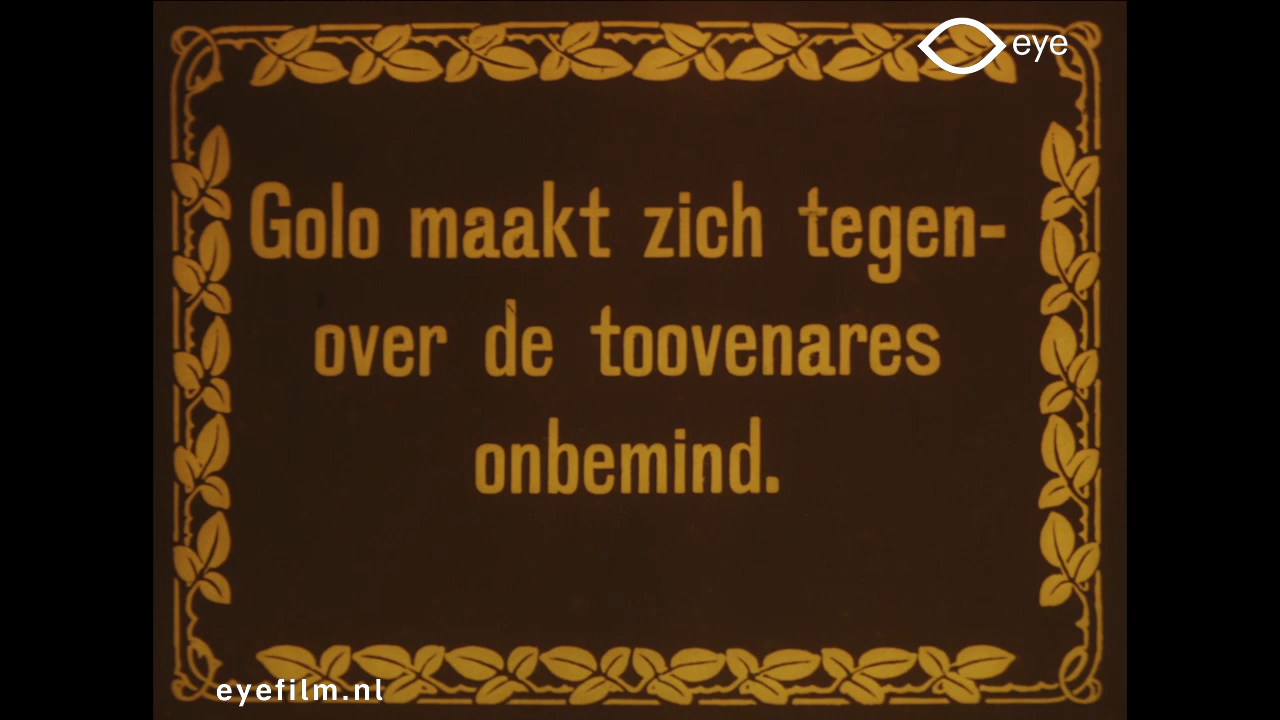 eye
Golo maakt zich tegen-
over de toovenares
onbemind.
eyefilm.nl